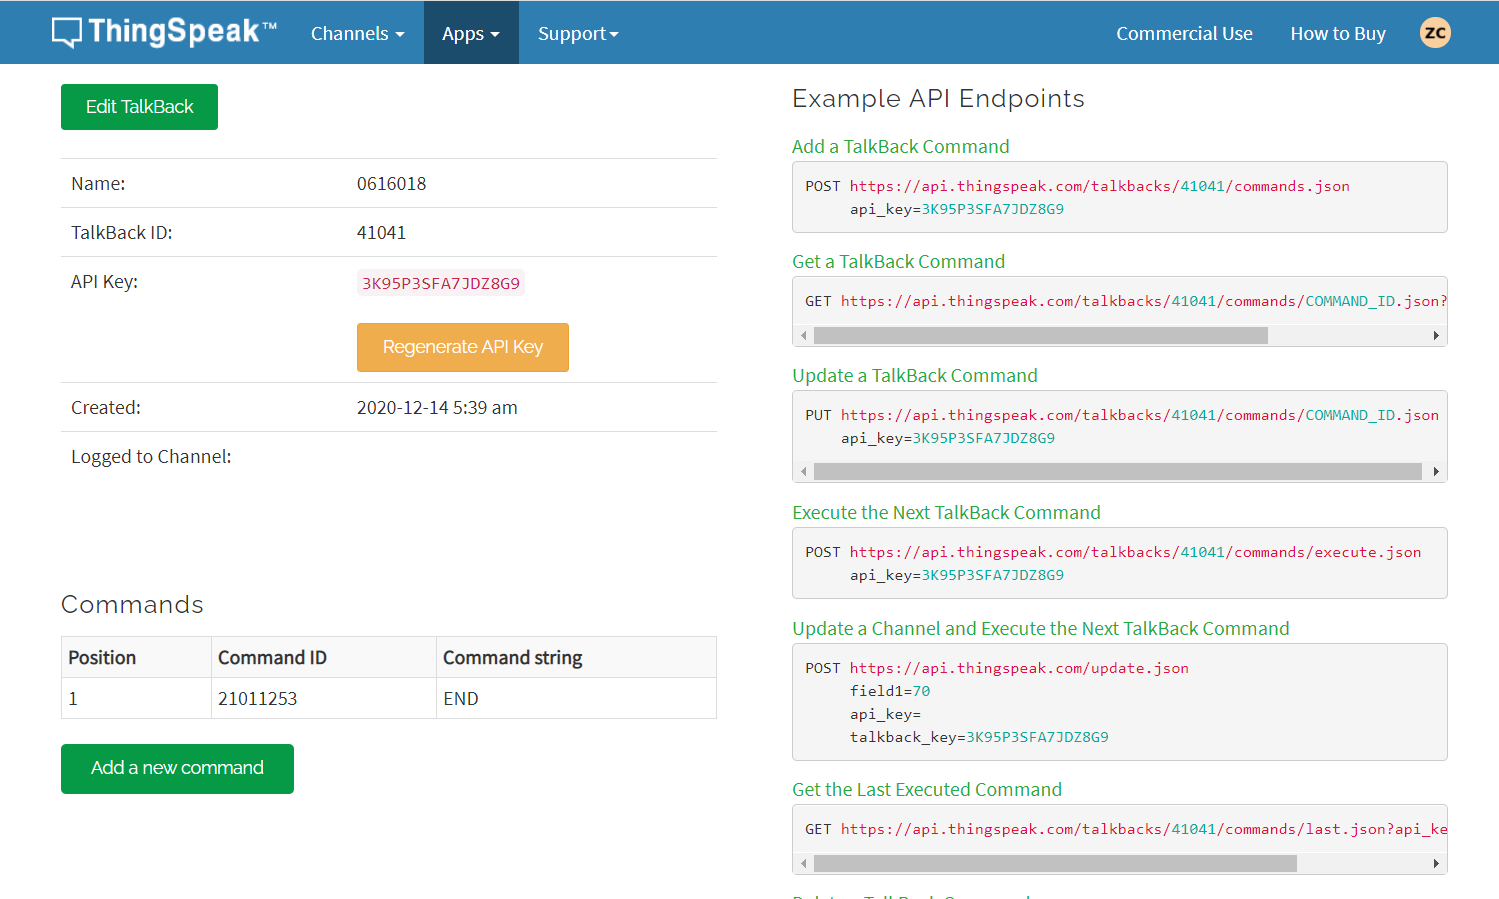 ThingSpeak™ Channels Apps Support Commercial Use How to Buy ZC
Edit TalkBack
Name: 0616018
TalkBack ID: 41041
API Key: 3K95P3SFA7JDZ8G9
Regenerate API Key
Created: 2020-12-14 5:39 am
Logged to Channel:
Commands
Position Command ID Command string
1 21011253 END
Add a new command
Example API Endpoints
Add a TalkBack Command
POST https://api.thingspeak.com/talkbacks/41041/commands.json
api_key=3K95P3SFA7JDZ8G9
Get a TalkBack Command
GET https://api.thingspeak.com/talkbacks/41041/commands/COMMAND_ID.json?
Update a TalkBack Command
PUT https://api.thingspeak.com/talkbacks/41041/commands/COMMAND_ID.json
api_key=3K95P3SFA7JDZ8G9
Execute the Next TalkBack Command
POST https://api.thingspeak.com/talkbacks/41041/commands/execute.json
api_key=3K95P3SFA7JDZ8G9
Update a Channel and Execute the Next TalkBack Command
POST https://api.thingspeak.com/update.json
field1=70
api_key=
talkback_key=3K95P3SFA7JDZ8G9
Get the Last Executed Command
GET https://api.thingspeak.com/talkbacks/41041/commands/last.json?api_ke